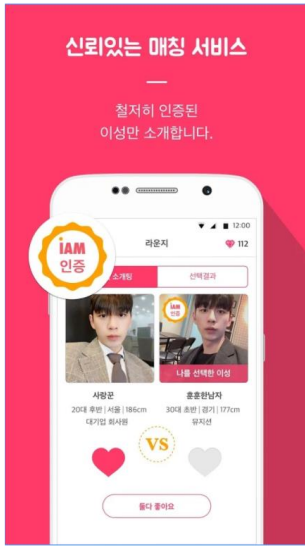 신뢰있는 매칭 서비스
철저히 인증된
이성만 소개합니다.
12:00
iAM
인증
라운지
112
소개팅
선택결과
iAM
인증
나를 선택한 이성
사랑꾼
훈훈한남자
20대 후반 | 서울 | 186cm
30대 초반 | 경기 | 177cm
대기업 회사원
뮤지션
VS
둘다 좋아요